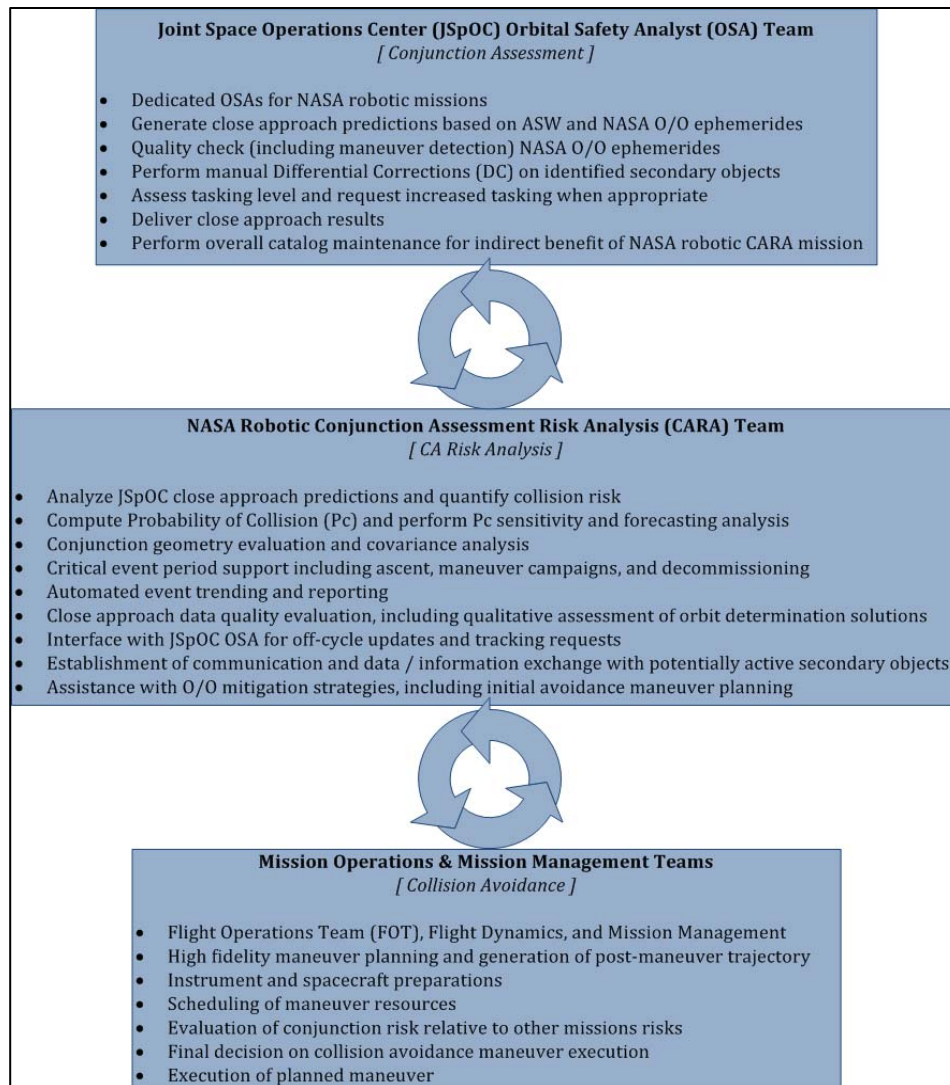 Joint Space Operations Center (JSpOC) Orbital Safety Analyst (OSA) Team
[ Conjunction Assessment ]
• Dedicated OSAs for NASA robotic missions
• Generate close approach predictions based on ASW and NASA O/O ephemerides
• Quality check (including maneuver detection) NASA O/O ephemerides
• Perform manual Differential Corrections (DC) on identified secondary objects
• Assess tasking level and request increased tasking when appropriate
• Deliver close approach results
• Perform overall catalog maintenance for indirect benefit of NASA robotic CARA mission
NASA Robotic Conjunction Assessment Risk Analysis (CARA) Team
[ CA Risk Analysis ]
• Analyze JSpOC close approach predictions and quantify collision risk
• Compute Probability of Collision (Pc) and perform Pc sensitivity and forecasting analysis
• Conjunction geometry evaluation and covariance analysis
• Critical event period support including ascent, maneuver campaigns, and decommissioning
• Automated event trending and reporting
• Close approach data quality evaluation, including qualitative assessment of orbit determination solutions
• Interface with JSpOC OSA for off-cycle updates and tracking requests
• Establishment of communication and data / information exchange with potentially active secondary objects
• Assistance with O/O mitigation strategies, including initial avoidance maneuver planning
Mission Operations & Mission Management Teams
[ Collision Avoidance ]
• Flight Operations Team (FOT), Flight Dynamics, and Mission Management
• High fidelity maneuver planning and generation of post-maneuver trajectory
• Instrument and spacecraft preparations
• Scheduling of maneuver resources
• Evaluation of conjunction risk relative to other missions risks
• Final decision on collision avoidance maneuver execution
• Execution of planned maneuver